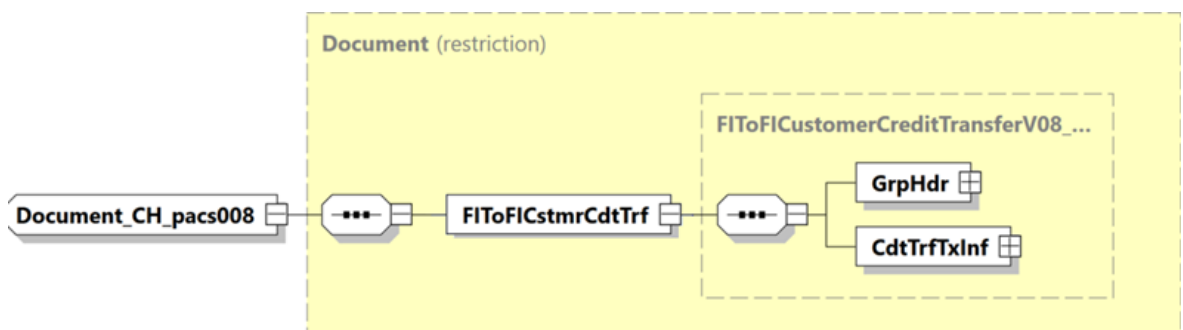 Document (restriction)
FIToFICustomerCreditTransferV08_...
GrpHdr
Document_CH_pacs008
FIToFICstmrCdtTrf
CdtTrfTxInf